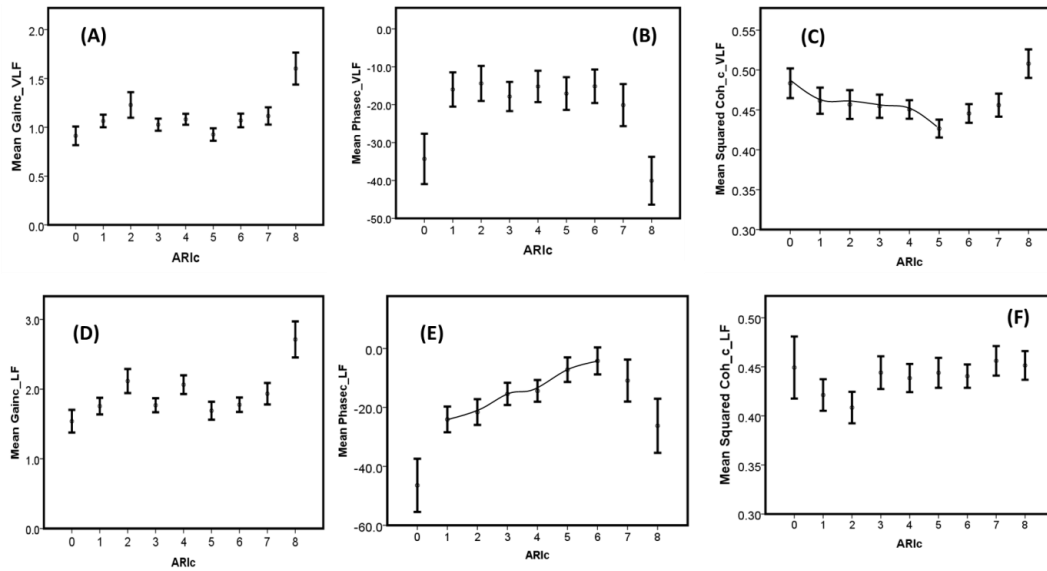 (A)
Mean Gainc_VLF
2.0
1.5
1.0
0.5
0.0
0 1 2 3 4 5 6 7 8
ARIc
(B)
Mean Phasec_VLF
.0
-10.0
-20.0
-30.0
-40.0
-50.0
0 1 2 3 4 5 6 7 8
ARIc
(C)
Mean Squared Coh_c_VLF
0.55
0.50
0.45
0.40
0.35
0.30
0 1 2 3 4 5 6 7 8
ARIc
(D)
Mean Gainc_LF
3.0
2.0
1.0
0.0
0 1 2 3 4 5 6 7 8
ARIc
(E)
Mean Phasec_LF
0.0
-20.0
-40.0
-60.0
0 1 2 3 4 5 6 7 8
ARIc
(F)
Mean Squared Coh_c_LF
0.50
0.45
0.40
0.35
0.30
0 1 2 3 4 5 6 7 8
ARIc